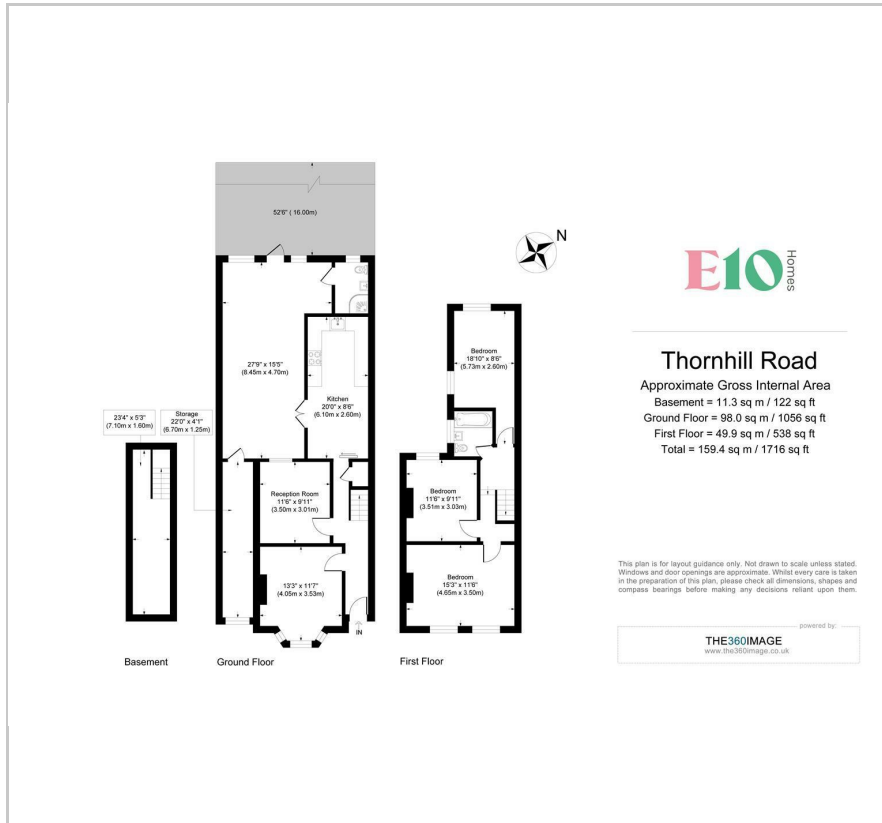 52'6" ( 16.00m)
N
27'9" x 15'5"
(8.45m x 4.70m)
Kitchen
20'0" x 8'6"
(6.10m x 2.60m)
23'4" x 5'3"
(7.10m x 1.60m)
Storage
22'0" x 4'1"
(6.70m x 1.25m)
Reception Room
11'6" x 9'11"
(3.50m x 3.01m)
13'3" x 11'7"
(4.05m x 3.53m)
IN
Basement
Ground Floor
Bedroom
18'10" x 8'6"
(5.73m x 2.60m)
Bedroom
11'6" x 9'11"
(3.51m x 3.03m)
Bedroom
15'3" x 11'6"
(4.65m x 3.50m)
First Floor
E10 Homes
Thornhill Road
Approximate Gross Internal Area
Basement = 11.3 sq m / 122 sq ft
Ground Floor = 98.0 sq m / 1056 sq ft
First Floor = 49.9 sq m / 538 sq ft
Total = 159.4 sq m / 1716 sq ft
This plan is for layout guidance only. Not drawn to scale unless stated.
Windows and door openings are approximate. Whilst every care is taken
in the preparation of this plan, please check all dimensions, shapes and
compass bearings before making any decisions reliant upon them.
powered by:
THE360IMAGE
www.the360image.co.uk